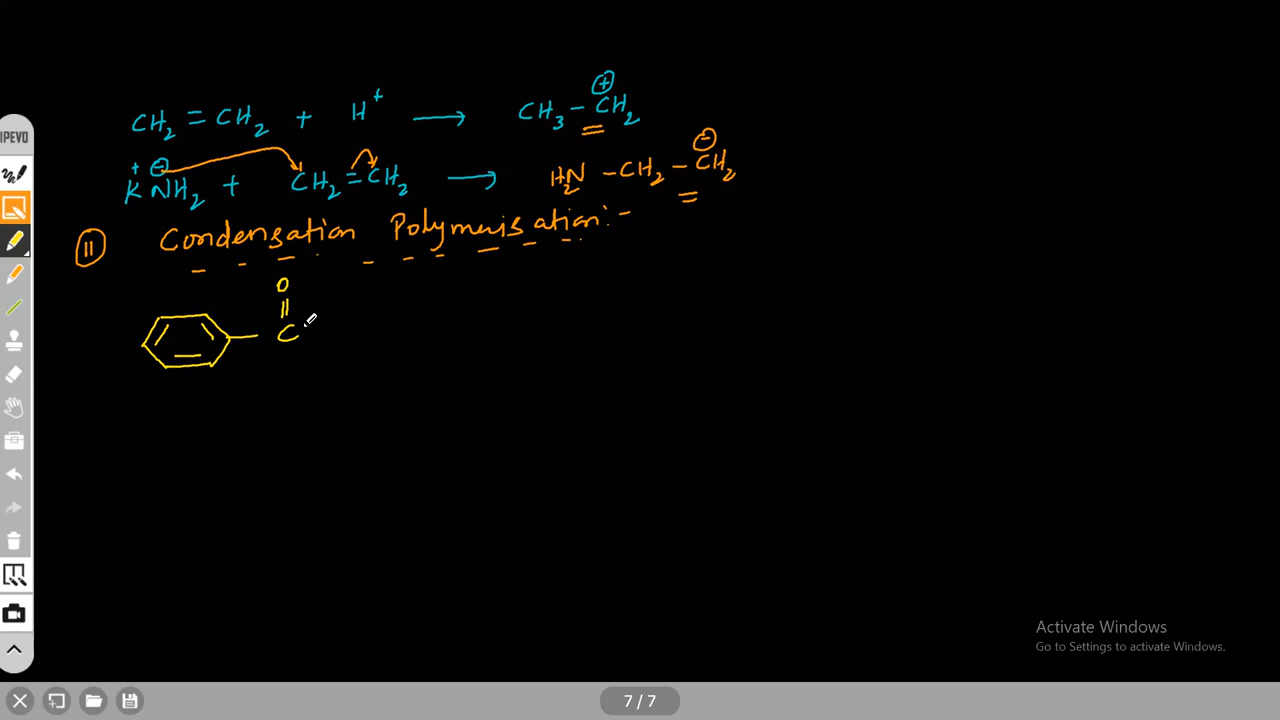 CH₂ = CH₂ + H⁺ → CH₃ – CH₂⊕
IPEVO
K⁺ NH₂⊖ + CH₂ = CH₂ → H₂N – CH₂ – CH₂⊖
II Condensation Polymerisation:-
O
C
Activate Windows
Go to Settings to activate Windows.
7 / 7